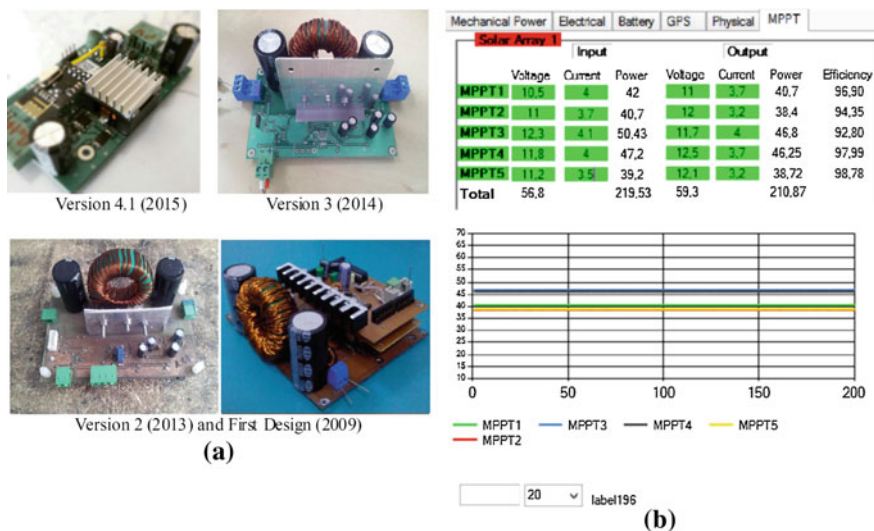 Version 4.1 (2015)
Version 3 (2014)
Version 2 (2013) and First Design (2009)
(a)
Mechanical Power Electrical Battery GPS Physical MPPT
Solar Array 1
Input Output
Voltage Current Power Voltage Current Power Efficiency
MPPT1 10,5 4 42 11 3,7 40,7 96,90
MPPT2 11 3,7 40,7 12 3,2 38,4 94,35
MPPT3 12,3 4,1 50,43 11,7 4 46,8 92,80
MPPT4 11,8 4 47,2 12,5 3,7 46,25 97,99
MPPT5 11,2 3,5 39,2 12,1 3,2 38,72 98,78
Total 56,8 219,53 59,3 210,87
70
65
60
55
50
45
40
35
30
25
20
15
10
0 50 100 150 200
MPPT1 MPPT3 MPPT4 MPPT5
MPPT2
20 label196
(b)